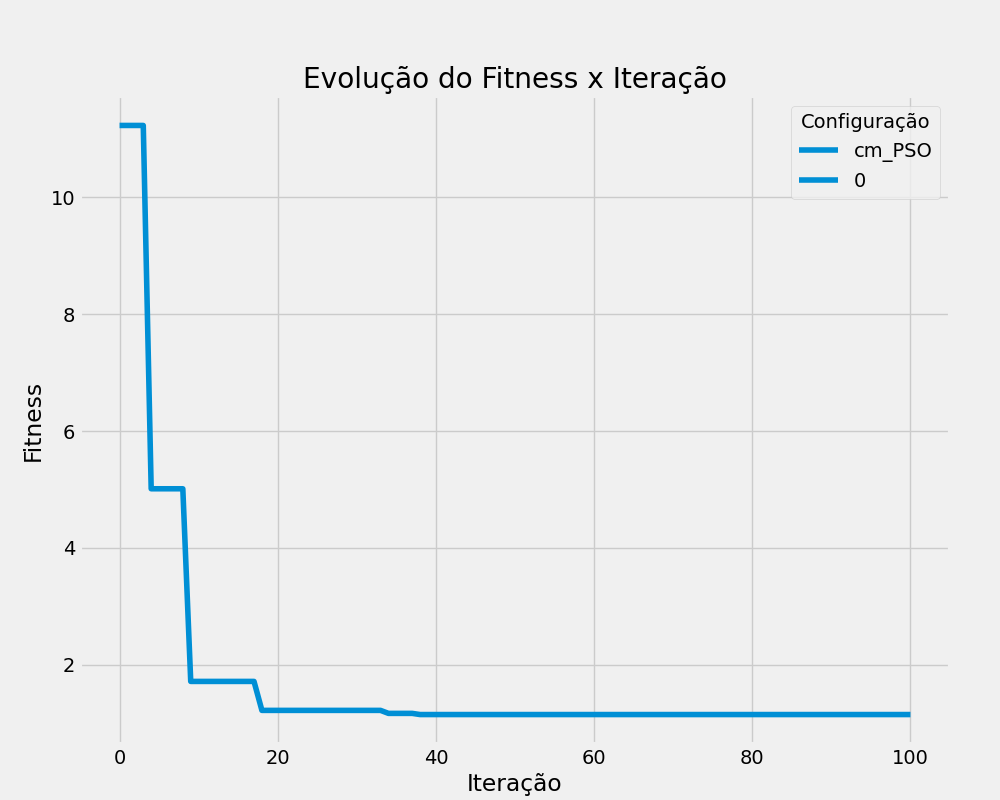 Evolução do Fitness x Iteração
Configuração
cm_PSO
0
Fitness
10
8
6
4
2
0 20 40 60 80 100
Iteração